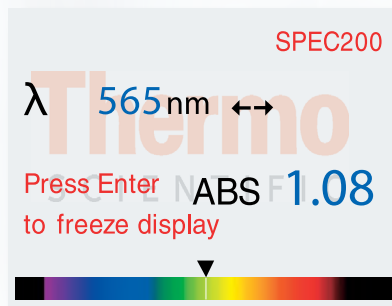 SPEC200
Thermo
λ 565 nm ↔
SCIENTIFIC
Press Enter ABS 1.08
to freeze display